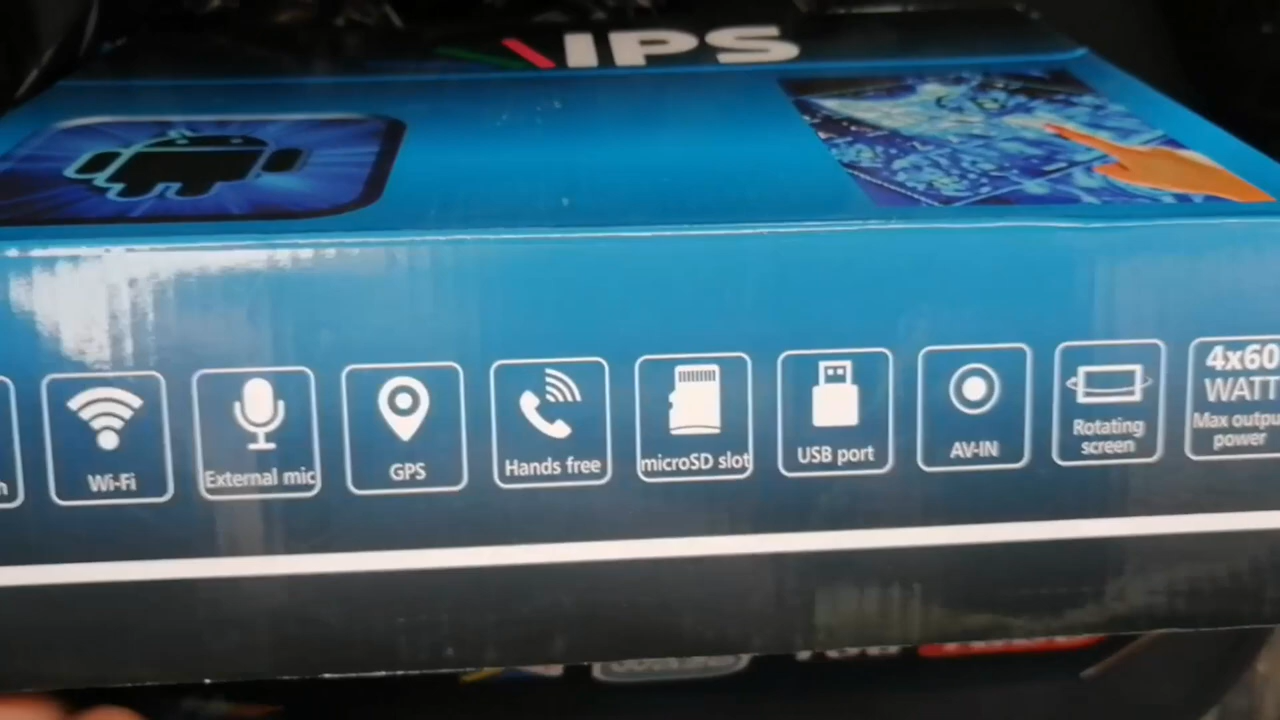 IPS
Wi-Fi
External mic
GPS
Hands free
microSD slot
USB port
AV-IN
Rotating
screen
4x60
WATT
Max outpu
power